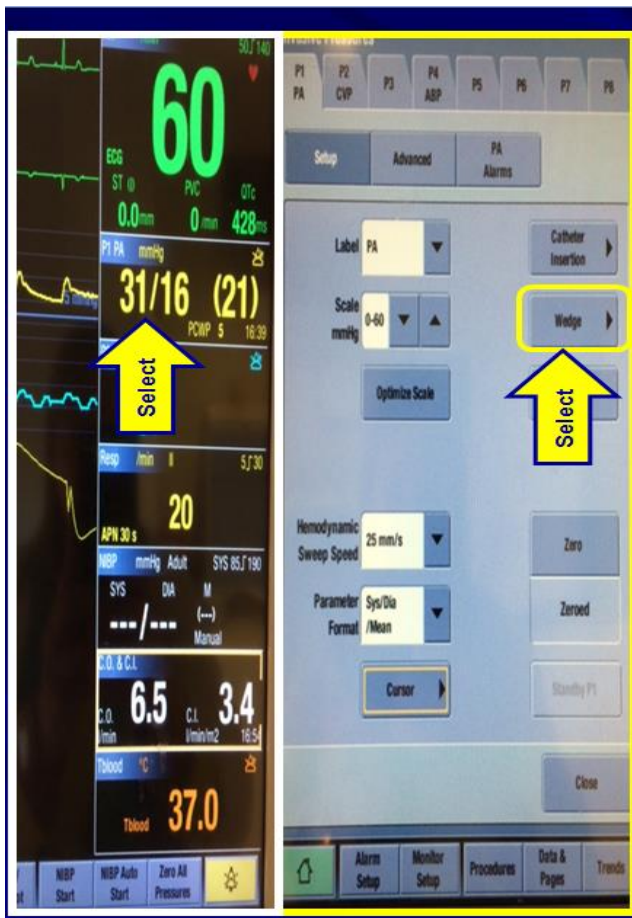 50 140
60
ECG
ST
PVC
QTc
0.0mm 0/min 428ms
P1 PA mmHg
31/16 (21)
PCWP 5 16:39
Select
Resp /min II 5 30
20
APN 30 s
NIBP mmHg Adult SYS 85 190
SYS DIA M
---/--- (---)
Manual
C.O. & C.I.
C.O. 6.5 C.I. 3.4
l/min l/min/m2 16:54
Tblood °C
Tblood 37.0
NIBP Start
NIBP Auto Start
Zero All Pressures
Invasive Pressures
P1 PA
P2 CVP
P3
P4 ABP
P5
P6
P7
P8
Setup
Advanced
PA Alarms
Label PA
Catheter Insertion
Scale mmHg 0-60
Wedge
Optimize Scale
Select
Hemodynamic Sweep Speed 25 mm/s
Zero
Parameter Format Sys/Dia /Mean
Zeroed
Cursor
Standby P1
Close
Alarm Setup
Monitor Setup
Procedures
Data & Pages
Trends